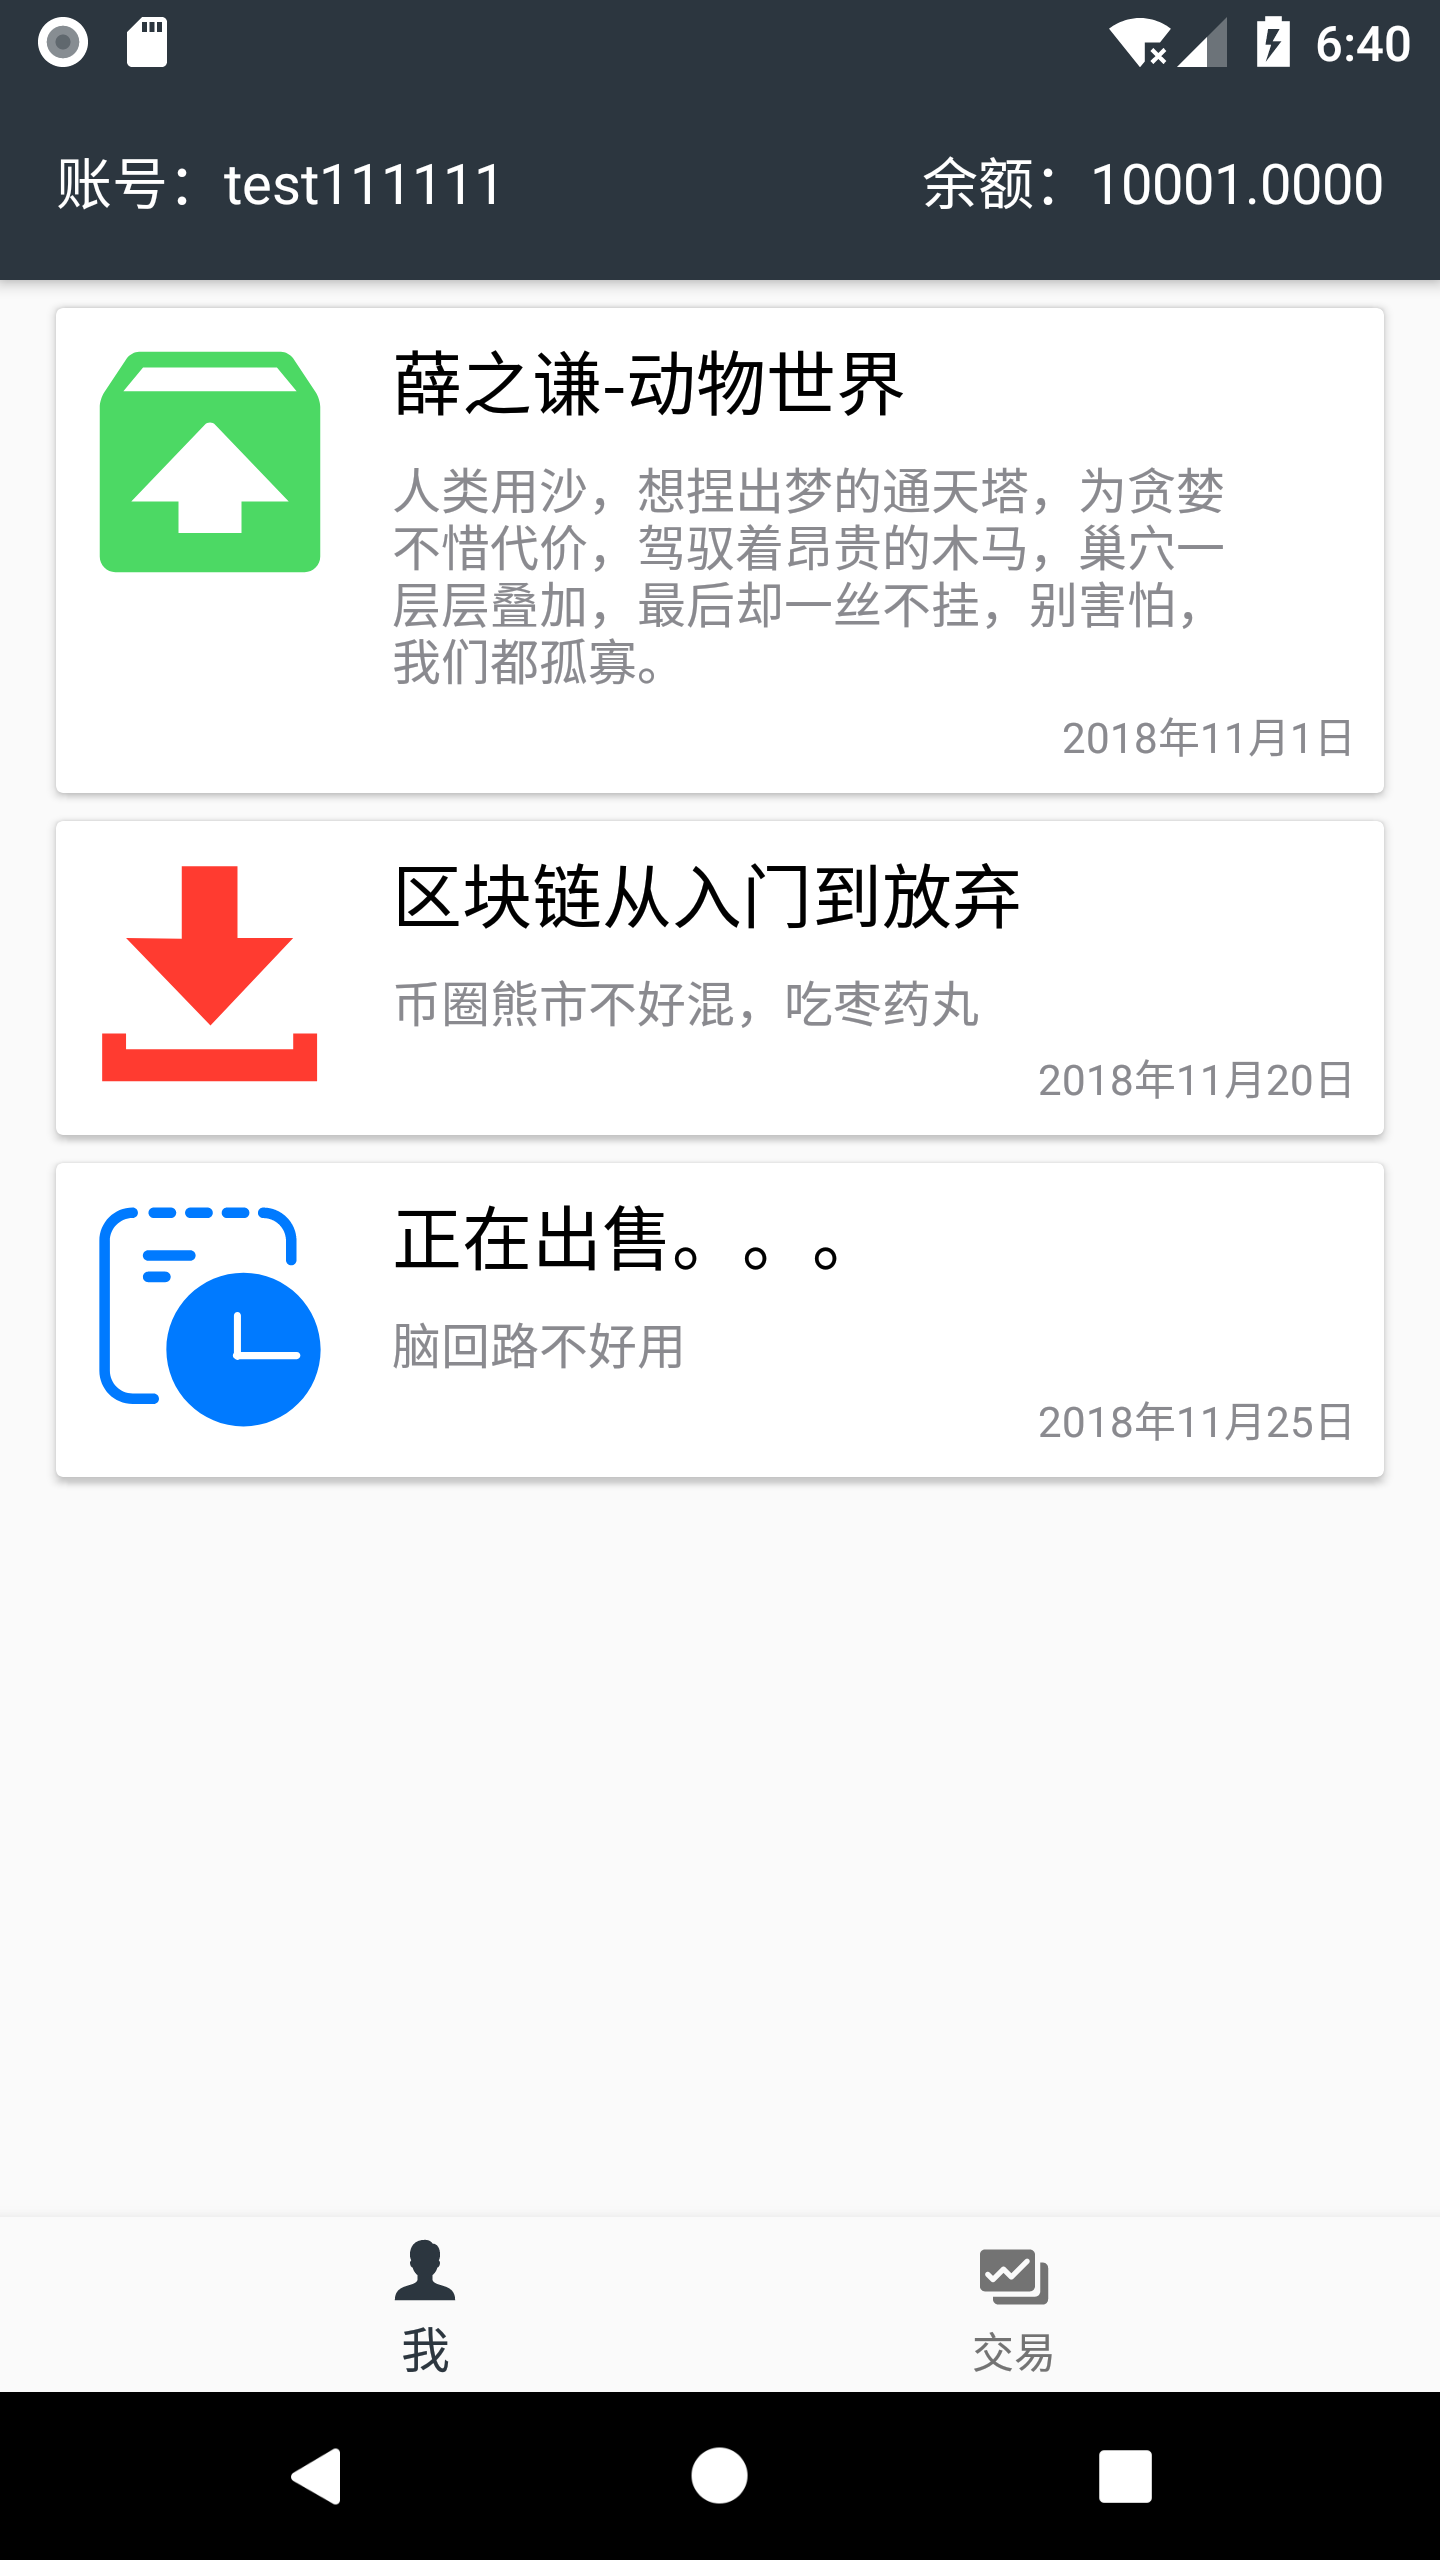 6:40
账号：test111111
余额：10001.0000
薛之谦-动物世界
人类用沙，想捏出梦的通天塔，为贪婪
不惜代价，驾驭着昂贵的木马，巢穴一
层层叠加，最后却一丝不挂，别害怕，
我们都孤寡。
2018年11月1日
区块链从入门到放弃
币圈熊市不好混，吃枣药丸
2018年11月20日
正在出售。。。
脑回路不好用
2018年11月25日
我
交易